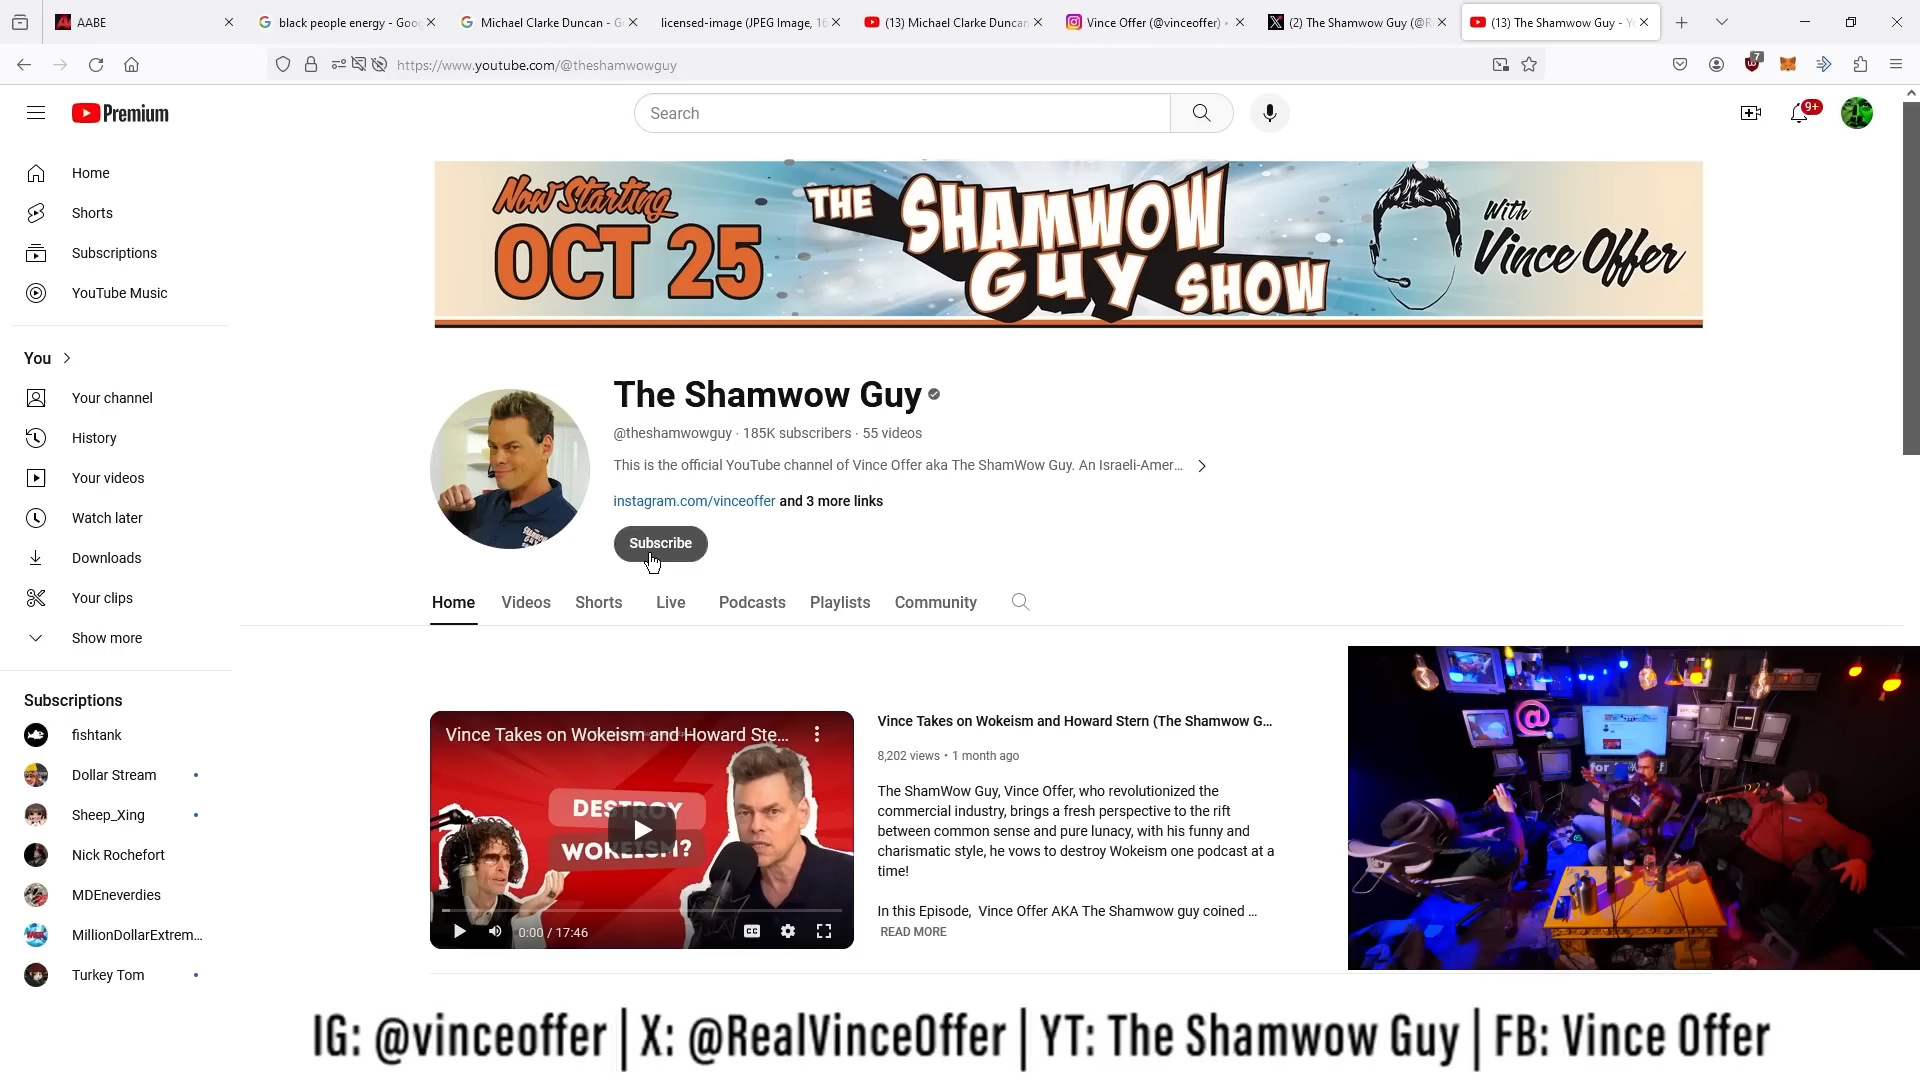 AABE
black people energy - Goog
Michael Clarke Duncan - G
licensed-image (JPEG Image, 16
(13) Michael Clarke Duncan
Vince Offer (@vinceoffer) •
(2) The Shamwow Guy (@R
(13) The Shamwow Guy - Y
https://www.youtube.com/@theshamwowguy
7
Premium
Search
9+
Home
Shorts
Subscriptions
YouTube Music
You
Your channel
History
Your videos
Watch later
Downloads
Your clips
Show more
Subscriptions
fishtank
Dollar Stream
Sheep_Xing
Nick Rochefort
MDEneverdies
MillionDollarExtrem...
Turkey Tom
Now Starting
OCT 25
THE
SHAMWOW
GUY SHOW
With
Vince Offer
The Shamwow Guy
@theshamwowguy · 185K subscribers · 55 videos
This is the official YouTube channel of Vince Offer aka The ShamWow Guy. An Israeli-Amer...
instagram.com/vinceoffer and 3 more links
Subscribe
Home
Videos
Shorts
Live
Podcasts
Playlists
Community
Vince Takes on Wokeism and Howard Ste...
DESTROY
WOKEISM?
0:00 / 17:46
Vince Takes on Wokeism and Howard Stern (The Shamwow G...
8,202 views • 1 month ago
The ShamWow Guy, Vince Offer, who revolutionized the
commercial industry, brings a fresh perspective to the rift
between common sense and pure lunacy, with his funny and
charismatic style, he vows to destroy Wokeism one podcast at a
time!
In this Episode, Vince Offer AKA The Shamwow guy coined ...
READ MORE
IG: @vinceoffer | X: @RealVinceOffer | YT: The Shamwow Guy | FB: Vince Offer